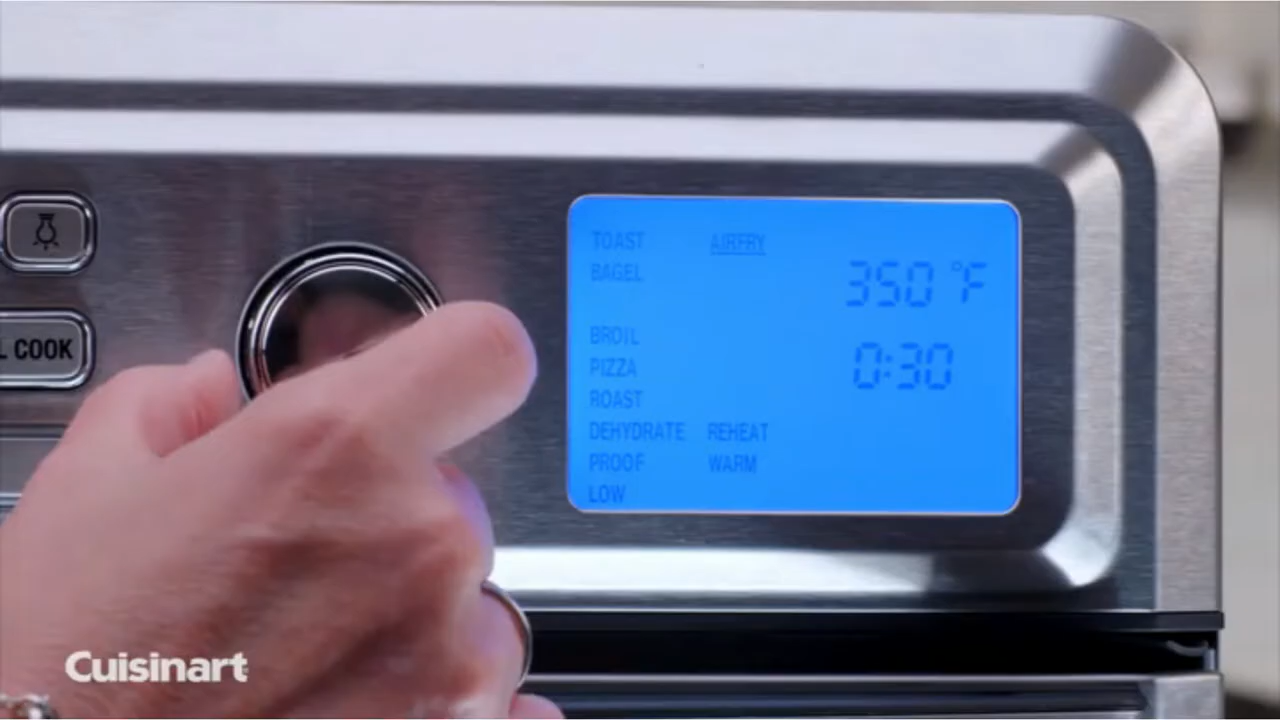 TOAST AIRFRY
BAGEL
350 °F
BROIL
0:30
PIZZA
ROAST
DEHYDRATE REHEAT
PROOF WARM
LOW
L COOK
Cuisinart